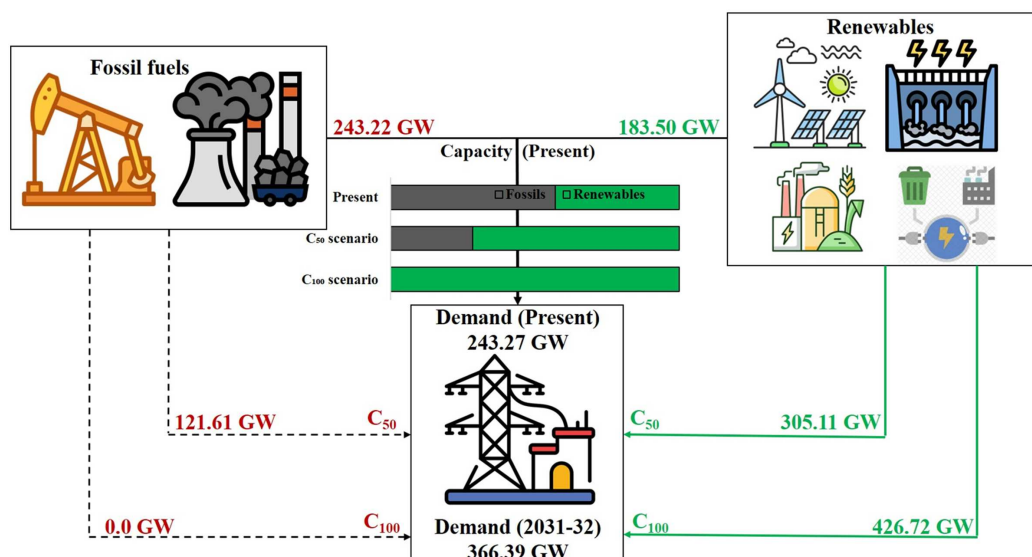 Fossil fuels
Renewables
243.22 GW
183.50 GW
Capacity (Present)
Present
Fossils
Renewables
C₅₀ scenario
C₁₀₀ scenario
Demand (Present)
243.27 GW
121.61 GW
C₅₀
C₅₀
305.11 GW
0.0 GW
C₁₀₀
C₁₀₀
426.72 GW
Demand (2031-32)
366.39 GW